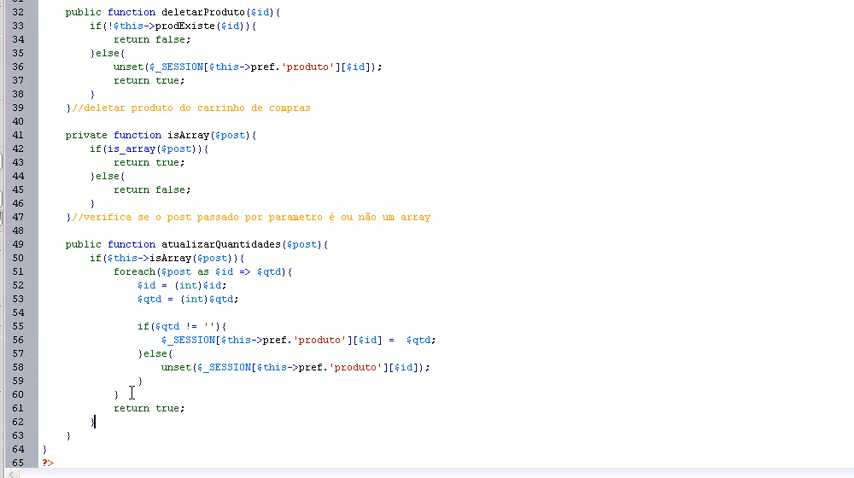 32 public function deletarProduto($id){
33 if(!$this->prodExiste($id)){
34 return false;
35 }else{
36 unset($_SESSION[$this->pref.'produto'][$id]);
37 return true;
38 }
39 }//deletar produto do carrinho de compras
40
41 private function isArray($post){
42 if(is_array($post)){
43 return true;
44 }else{
45 return false;
46 }
47 }//verifica se o post passado por parametro é ou não um array
48
49 public function atualizarQuantidades($post){
50 if($this->isArray($post)){
51 foreach($post as $id => $qtd){
52 $id = (int)$id;
53 $qtd = (int)$qtd;
54
55 if($qtd != ''){
56 $_SESSION[$this->pref.'produto'][$id] = $qtd;
57 }else{
58 unset($_SESSION[$this->pref.'produto'][$id]);
59 }
60 }
61 return true;
62 }
63 }
64 }
65 ?>